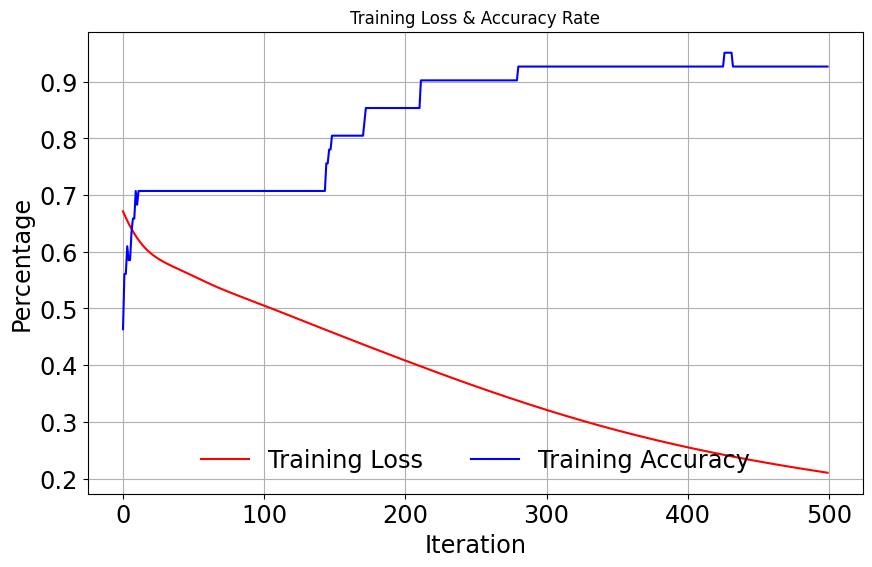 Training Loss & Accuracy Rate
Percentage
0.9
0.8
0.7
0.6
0.5
0.4
0.3
0.2
Training Loss Training Accuracy
0 100 200 300 400 500
Iteration